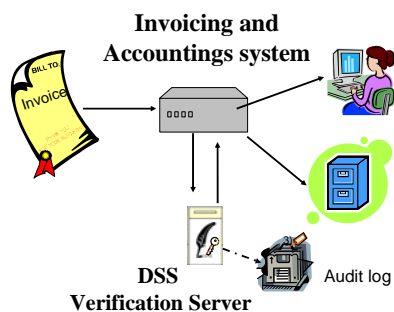 Invoicing and
Accountings system
BILL TO.
Invoice
Audit log
DSS
Verification Server